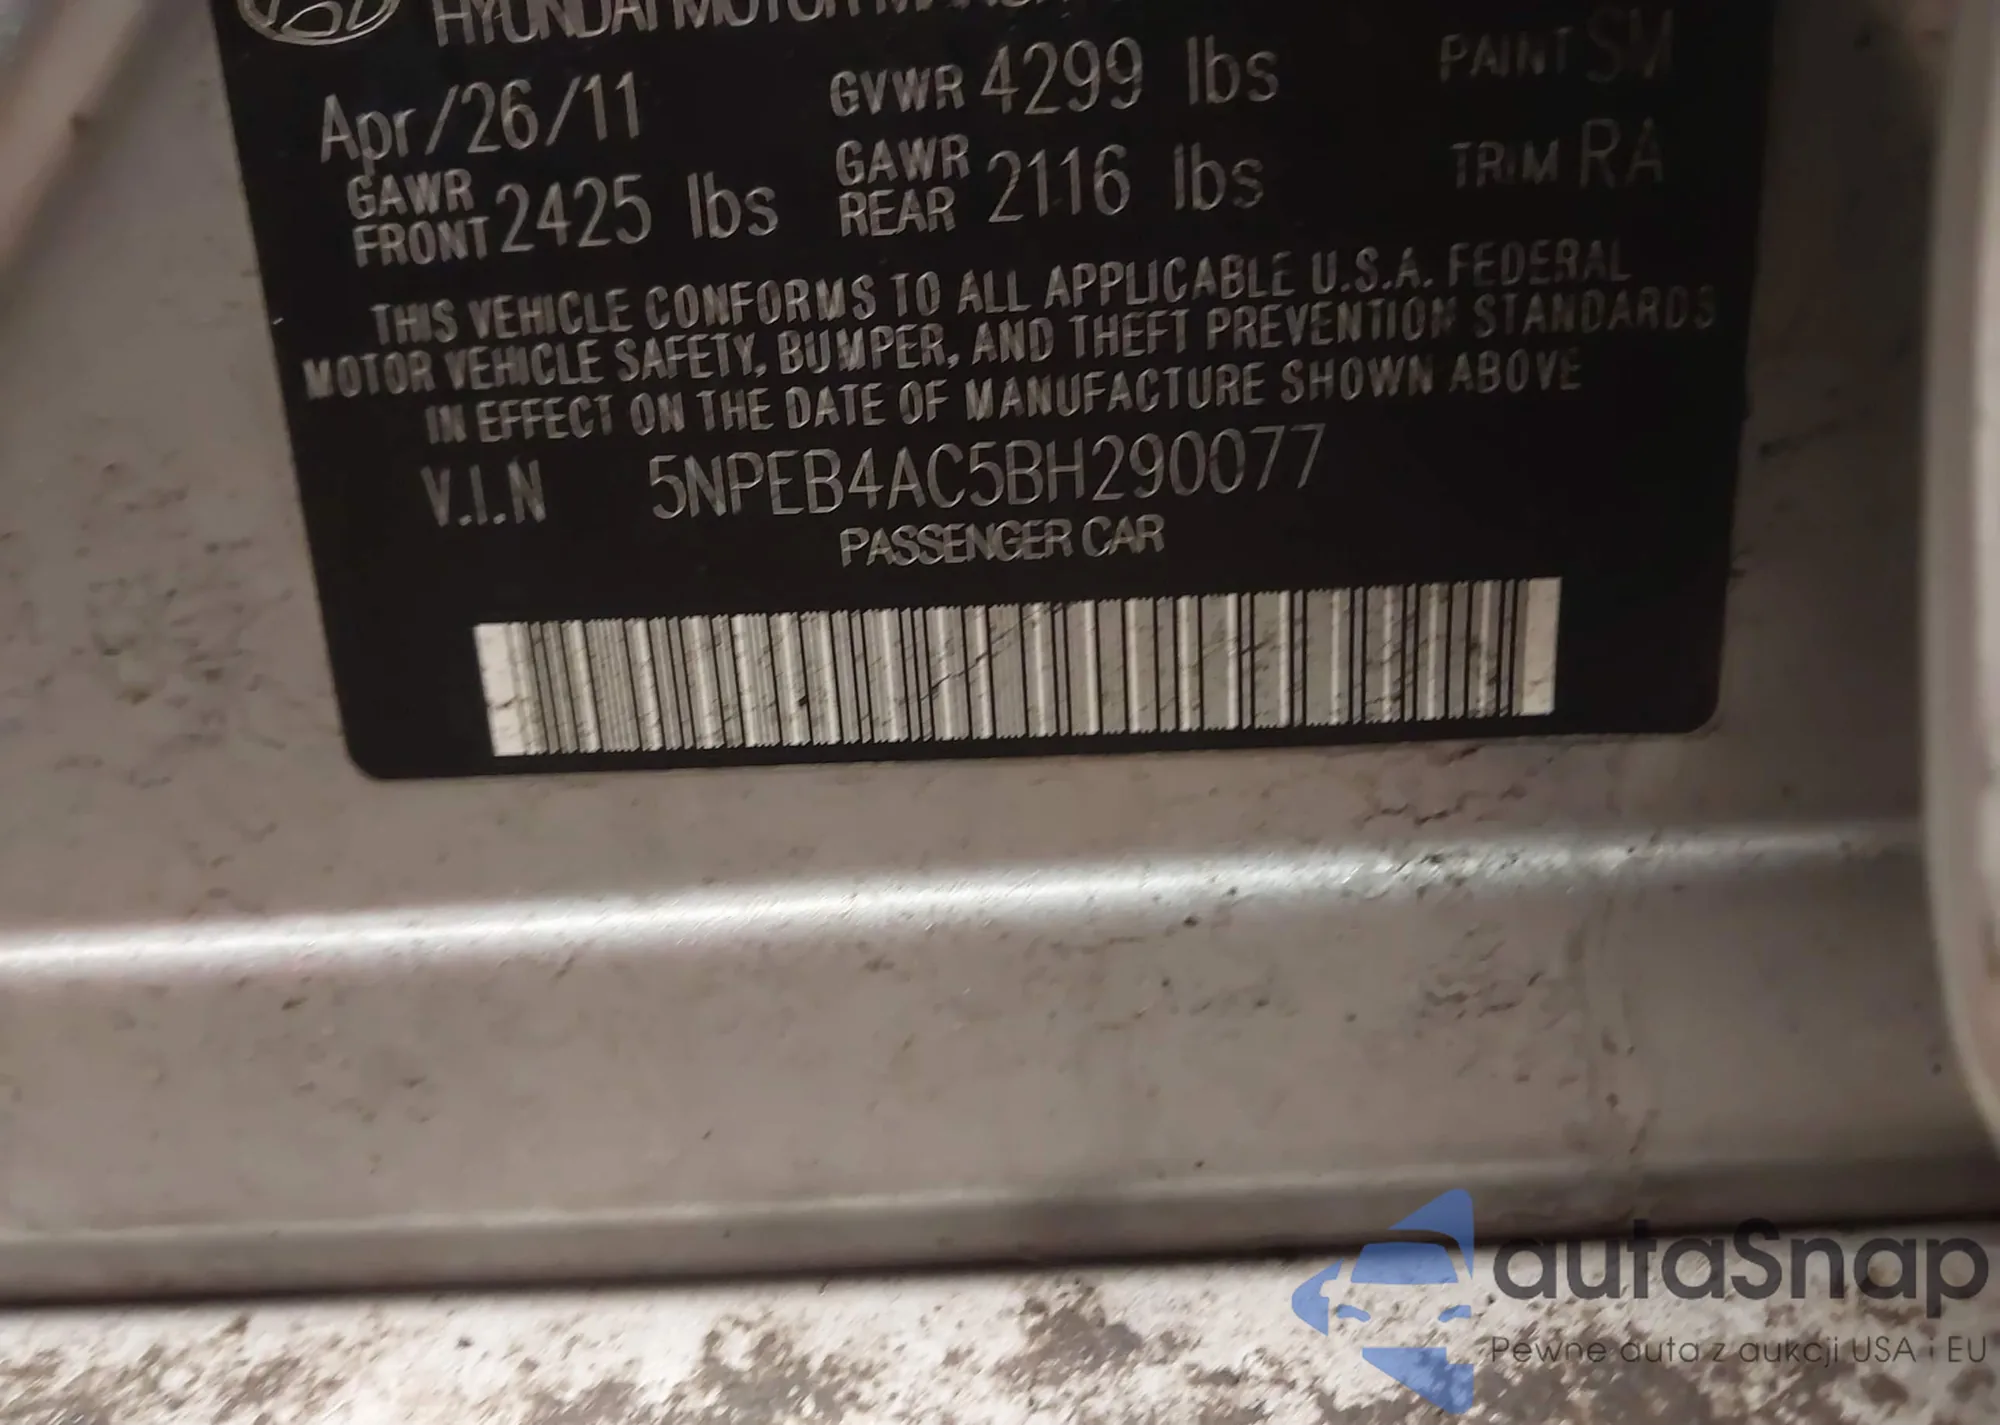 HYUNDAI MOTOR
Apr/26/11 GVWR 4299 lbs PAINT SM
GAWR FRONT 2425 lbs GAWR REAR 2116 lbs TRIM RA
THIS VEHICLE CONFORMS TO ALL APPLICABLE U.S.A. FEDERAL
MOTOR VEHICLE SAFETY, BUMPER, AND THEFT PREVENTION STANDARDS
IN EFFECT ON THE DATE OF MANUFACTURE SHOWN ABOVE
V.I.N 5NPEB4AC5BH290077
PASSENGER CAR
autaSnap
Pewne auta z aukcji USA i EU